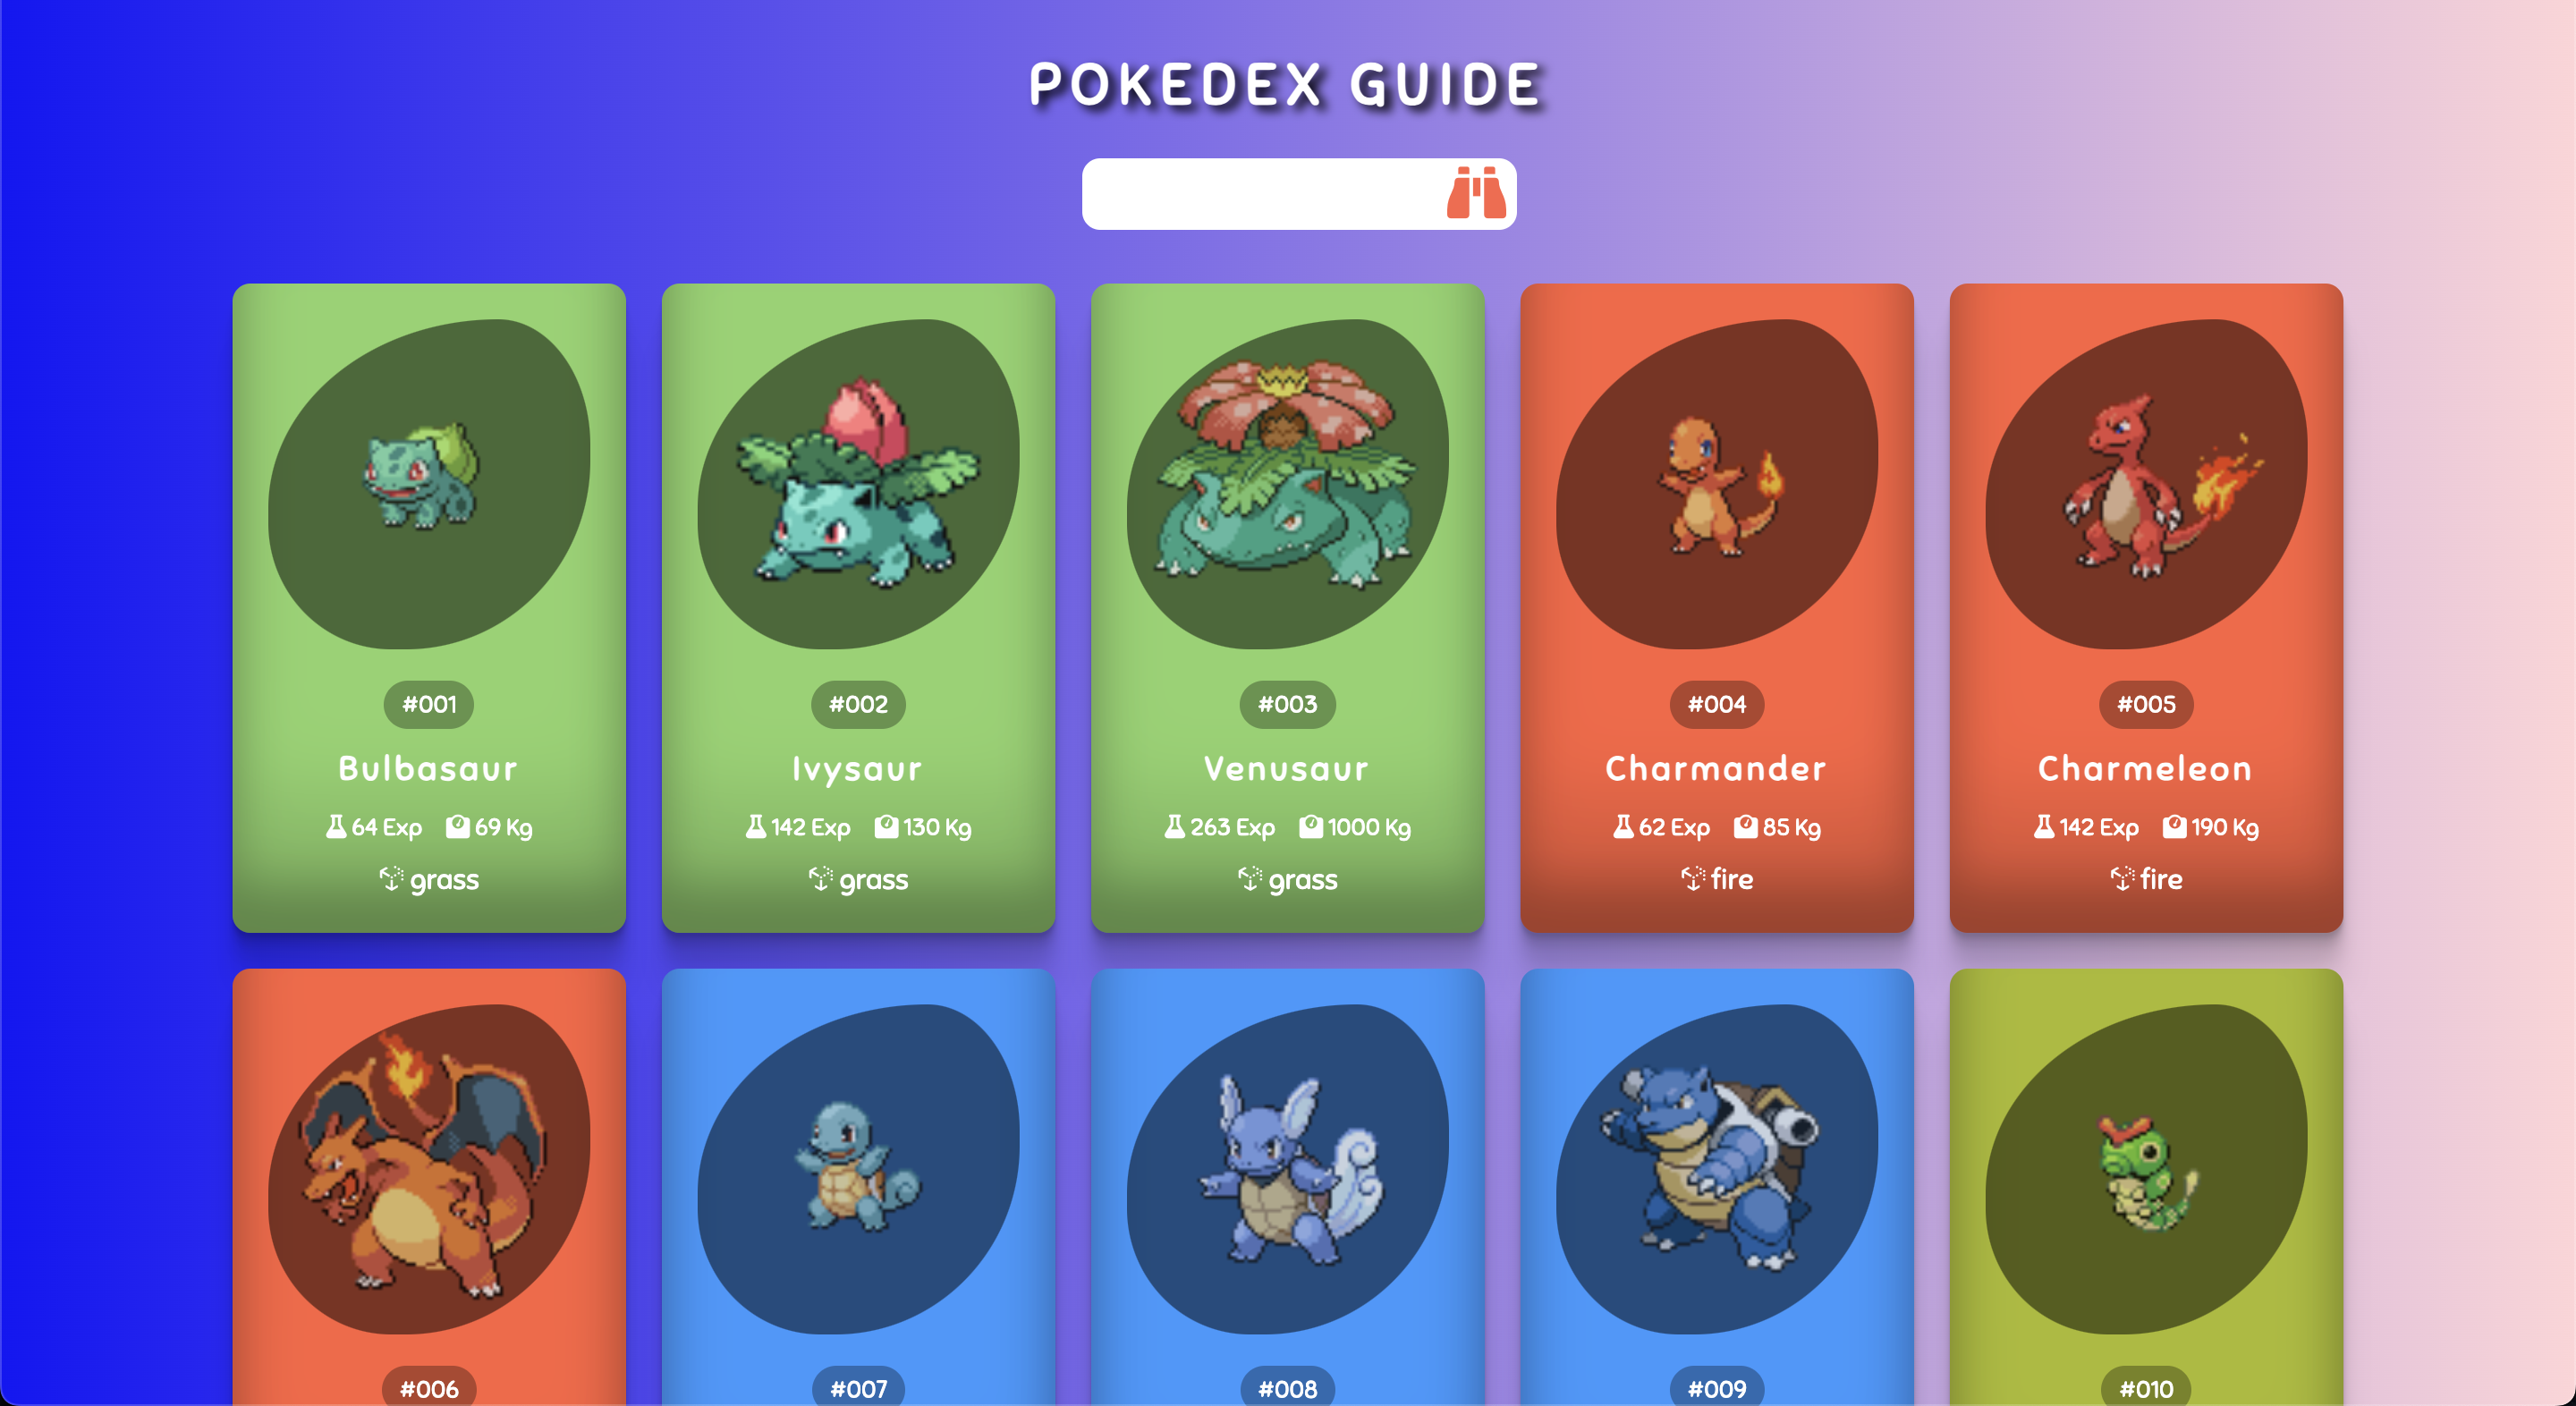 POKEDEX GUIDE
#001
Bulbasaur
64 Exp 69 Kg
grass
#002
Ivysaur
142 Exp 130 Kg
grass
#003
Venusaur
263 Exp 1000 Kg
grass
#004
Charmander
62 Exp 85 Kg
fire
#005
Charmeleon
142 Exp 190 Kg
fire
#006
#007
#008
#009
#010